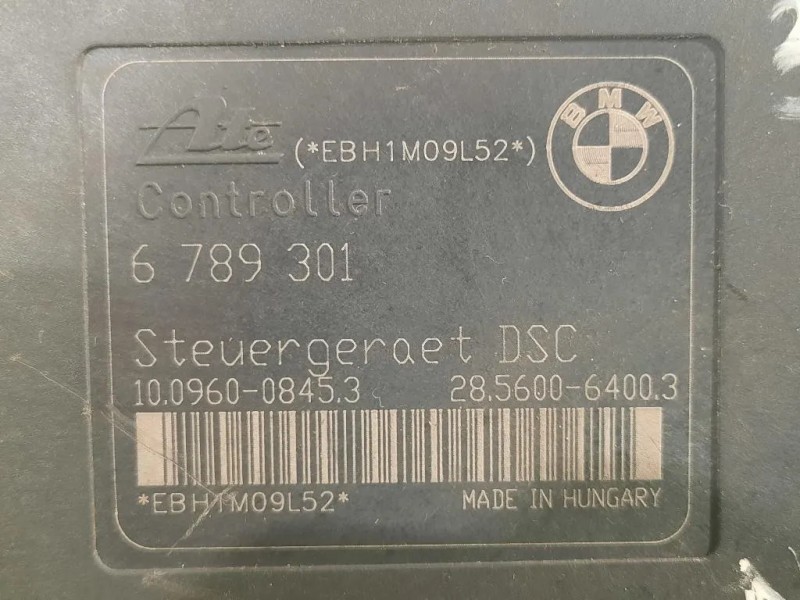 Ate (*EBH1M09L52*)
BMW
Controller
6 789 301
Steuergeraet DSC
10.0960-0845.3 28.5600-6400.3
*EBH1M09L52* MADE IN HUNGARY